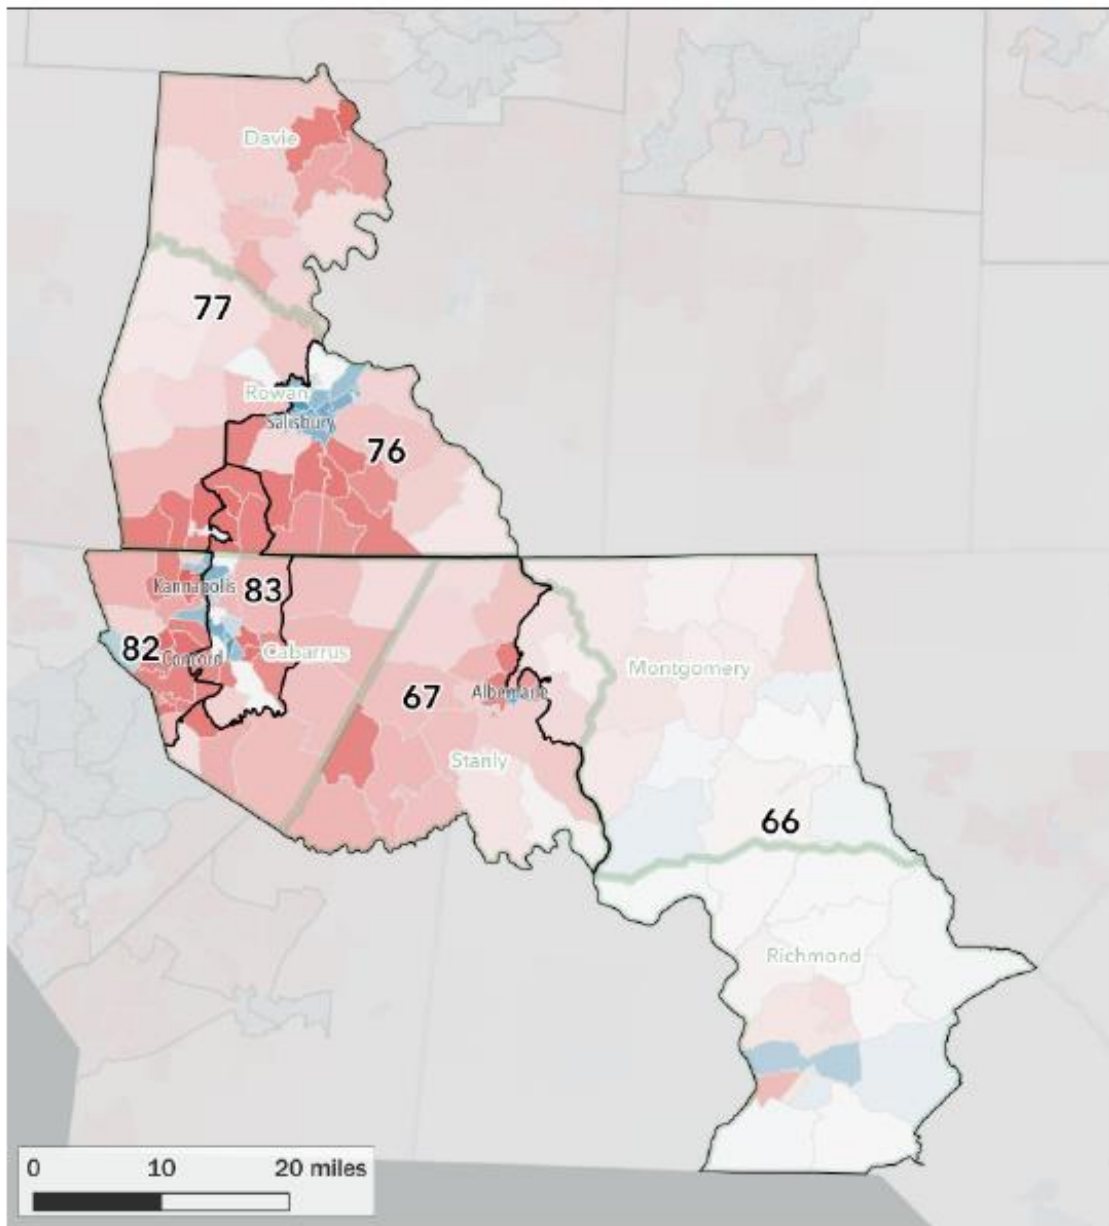 Davie
77
Rowan
Salisbury
76
Kannapolis
83
82
Concord
Cabarrus
Montgomery
67
Albemarle
Stanly
66
Richmond
0 10 20 miles